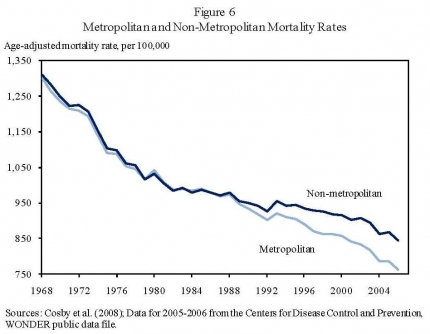 Figure 6
Metropolitan and Non-Metropolitan Mortality Rates
Age-adjusted mortality rate, per 100,000
1,350
1,250
1,150
1,050
950
850
750
Non-metropolitan
Metropolitan
1968 1972 1976 1980 1984 1988 1992 1996 2000 2004
Sources: Cosby et al. (2008); Data for 2005-2006 from the Centers for Disease Control and Prevention,
WONDER public data file.